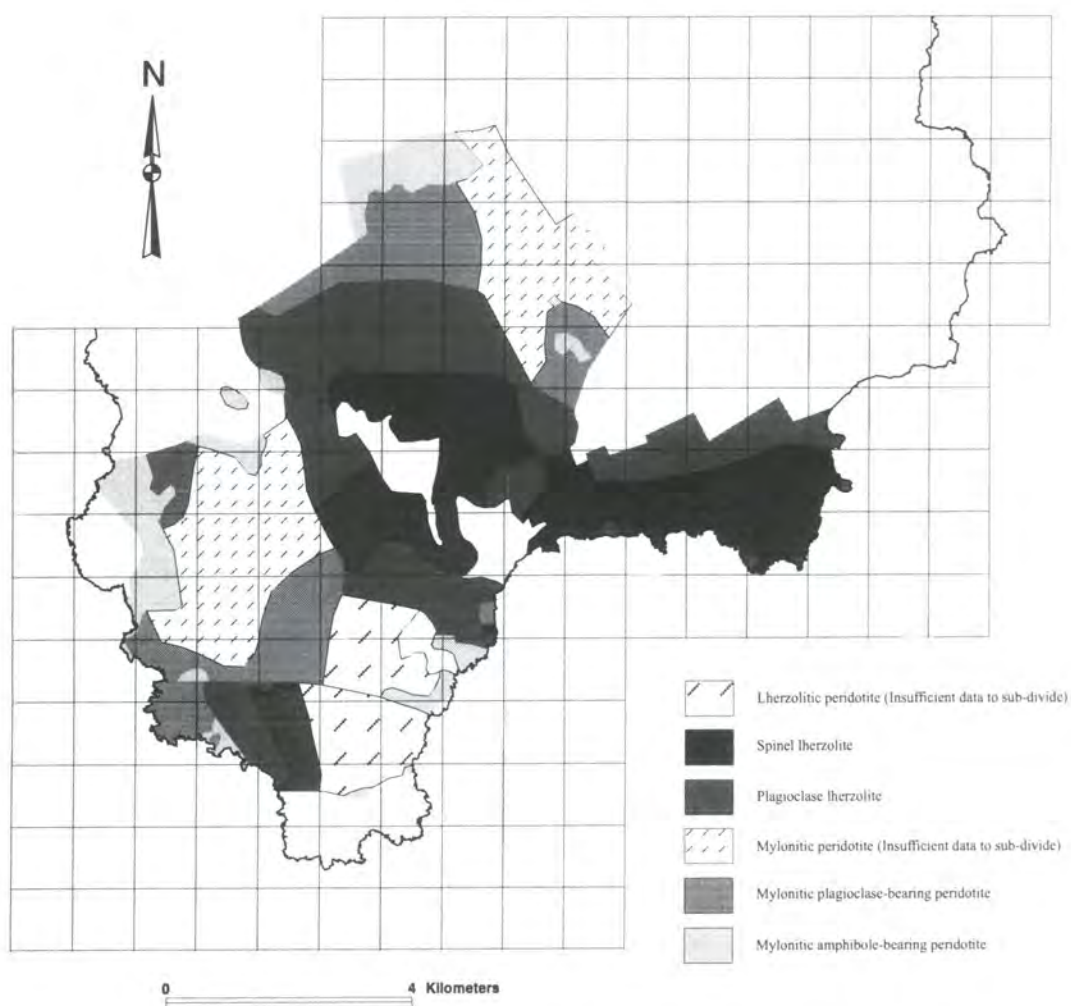 N
Lherzolitic peridotite (Insufficient data to sub-divide)
Spinel lherzolite
Plagioclase lherzolite
Mylonitic peridotite (Insufficient data to sub-divide)
Mylonitic plagioclase-bearing peridotite
Mylonitic amphibole-bearing peridotite
0 4 Kilometers